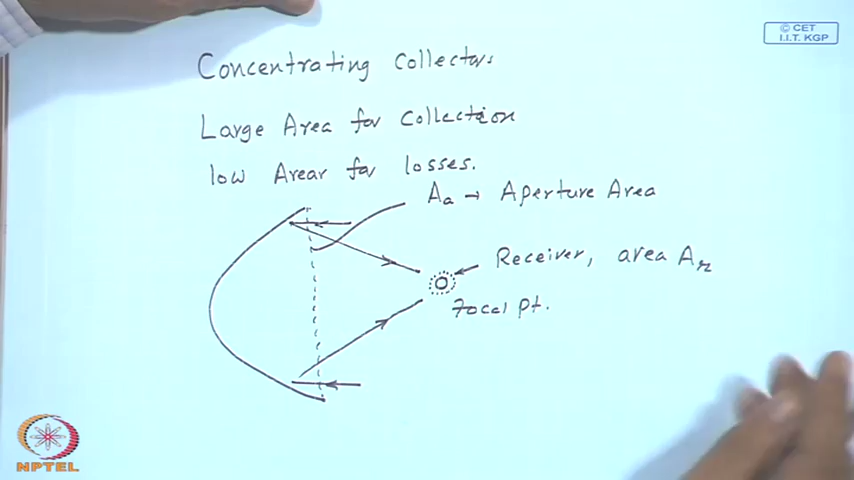 © CET
I.I.T. KGP
Concentrating Collectors
Large Area for Collection
low Arear for losses.
Aa → Aperture Area
Receiver, area Ar
Focal pt.
NPTEL